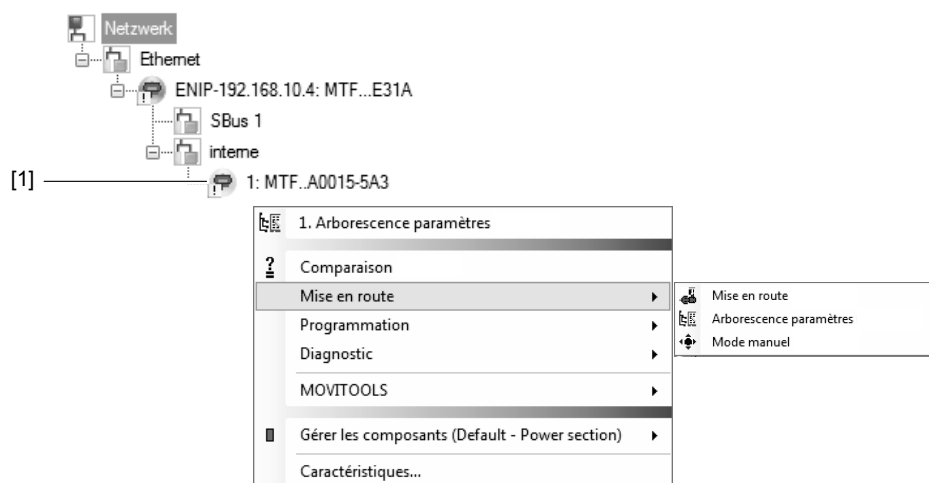 Netzwerk
Ethernet
ENIP-192.168.10.4: MTF...E31A
SBus 1
interne
[1]
1: MTF..A0015-5A3
1. Arborescence paramètres
Comparaison
Mise en route
Programmation
Diagnostic
MOVITOOLS
Gérer les composants (Default - Power section)
Caractéristiques...
Mise en route
Arborescence paramètres
Mode manuel